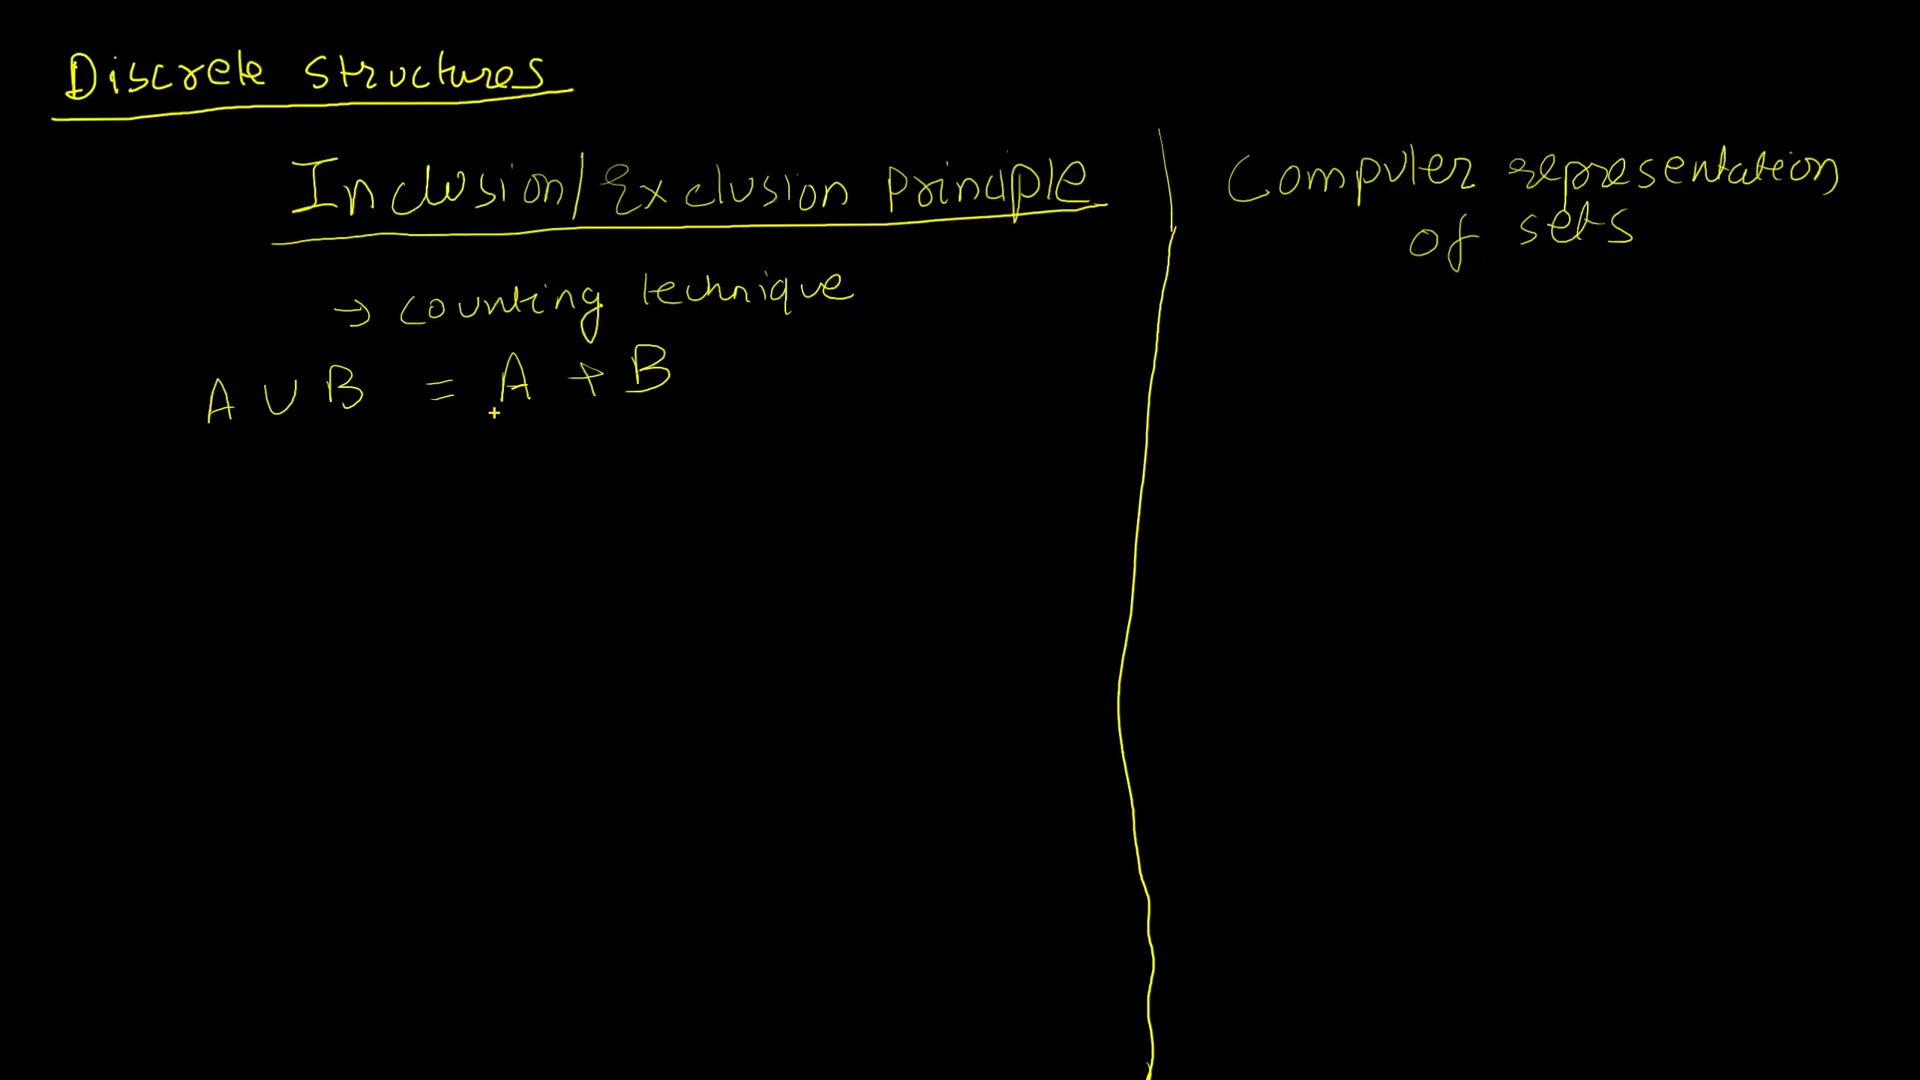 Discrete structures
Inclusion/Exclusion principle
→ counting technique
A ∪ B = A + B
Computer representation
of sets